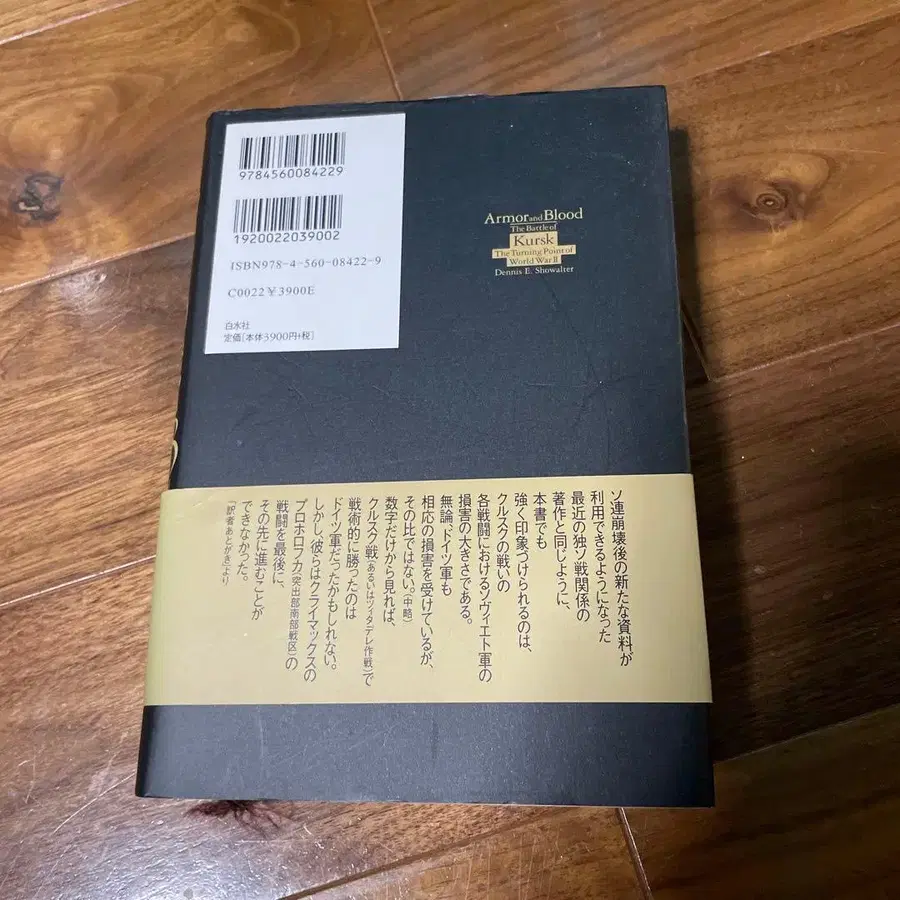 9784560084229
1920022039002
ISBN978-4-560-08422-9
C0022 ¥3900E
白水社
定価[本体3900円+税]
Armor and Blood
The Battle of
Kursk
The Turning Point of
World War II
Dennis E. Showalter
ソ連崩壊後の新たな資料が
利用できるようになった
最近の独ソ戦関係の
著作と同じように、
本書でも
強く印象づけられるのは、
クルスクの戦いの
各戦闘におけるソヴィエト軍の
損害の大きさである。
無論、ドイツ軍も
相応の損害を受けているが、
その比ではない。(中略)
数字だけから見れば、
クルスク戦(あるいはツィタデレ作戦)で
戦術的に勝ったのは
ドイツ軍だったかもしれない。
しかし、彼らはクライマックスの
プロホロフカ(突出部南部戦区)の
戦闘を最後に、
その先に進むことが
できなかった。
「訳者あとがき」より